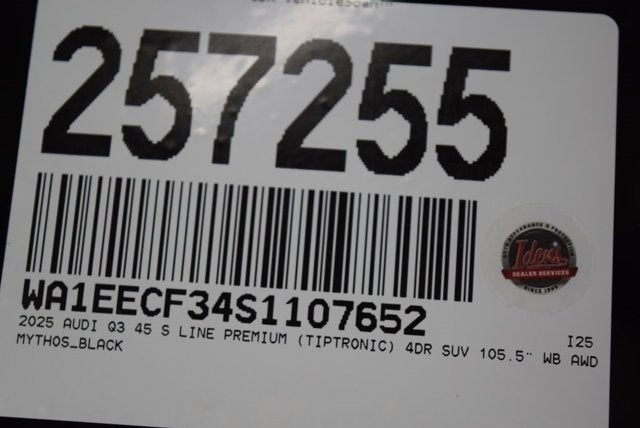 VehicleScan™
257255
WA1EECF34S1107652
2025 AUDI Q3 45 S LINE PREMIUM (TIPTRONIC) 4DR SUV 105.5" WB AWD
I25
MYTHOS_BLACK
Ideal
DEALER SERVICES